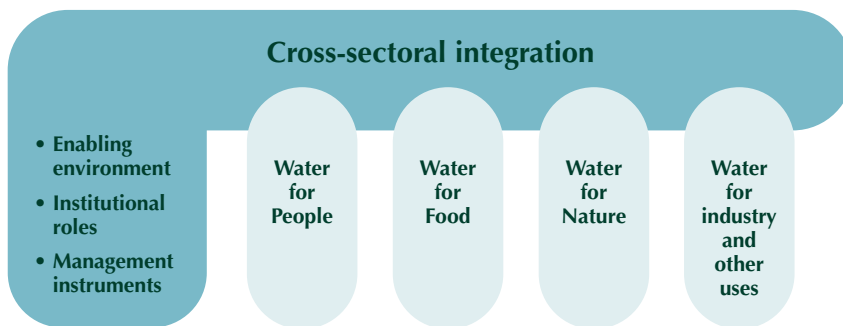 Cross-sectoral integration
• Enabling
environment
• Institutional
roles
• Management
instruments
Water
for
People
Water
for
Food
Water
for
Nature
Water
for
industry
and
other
uses